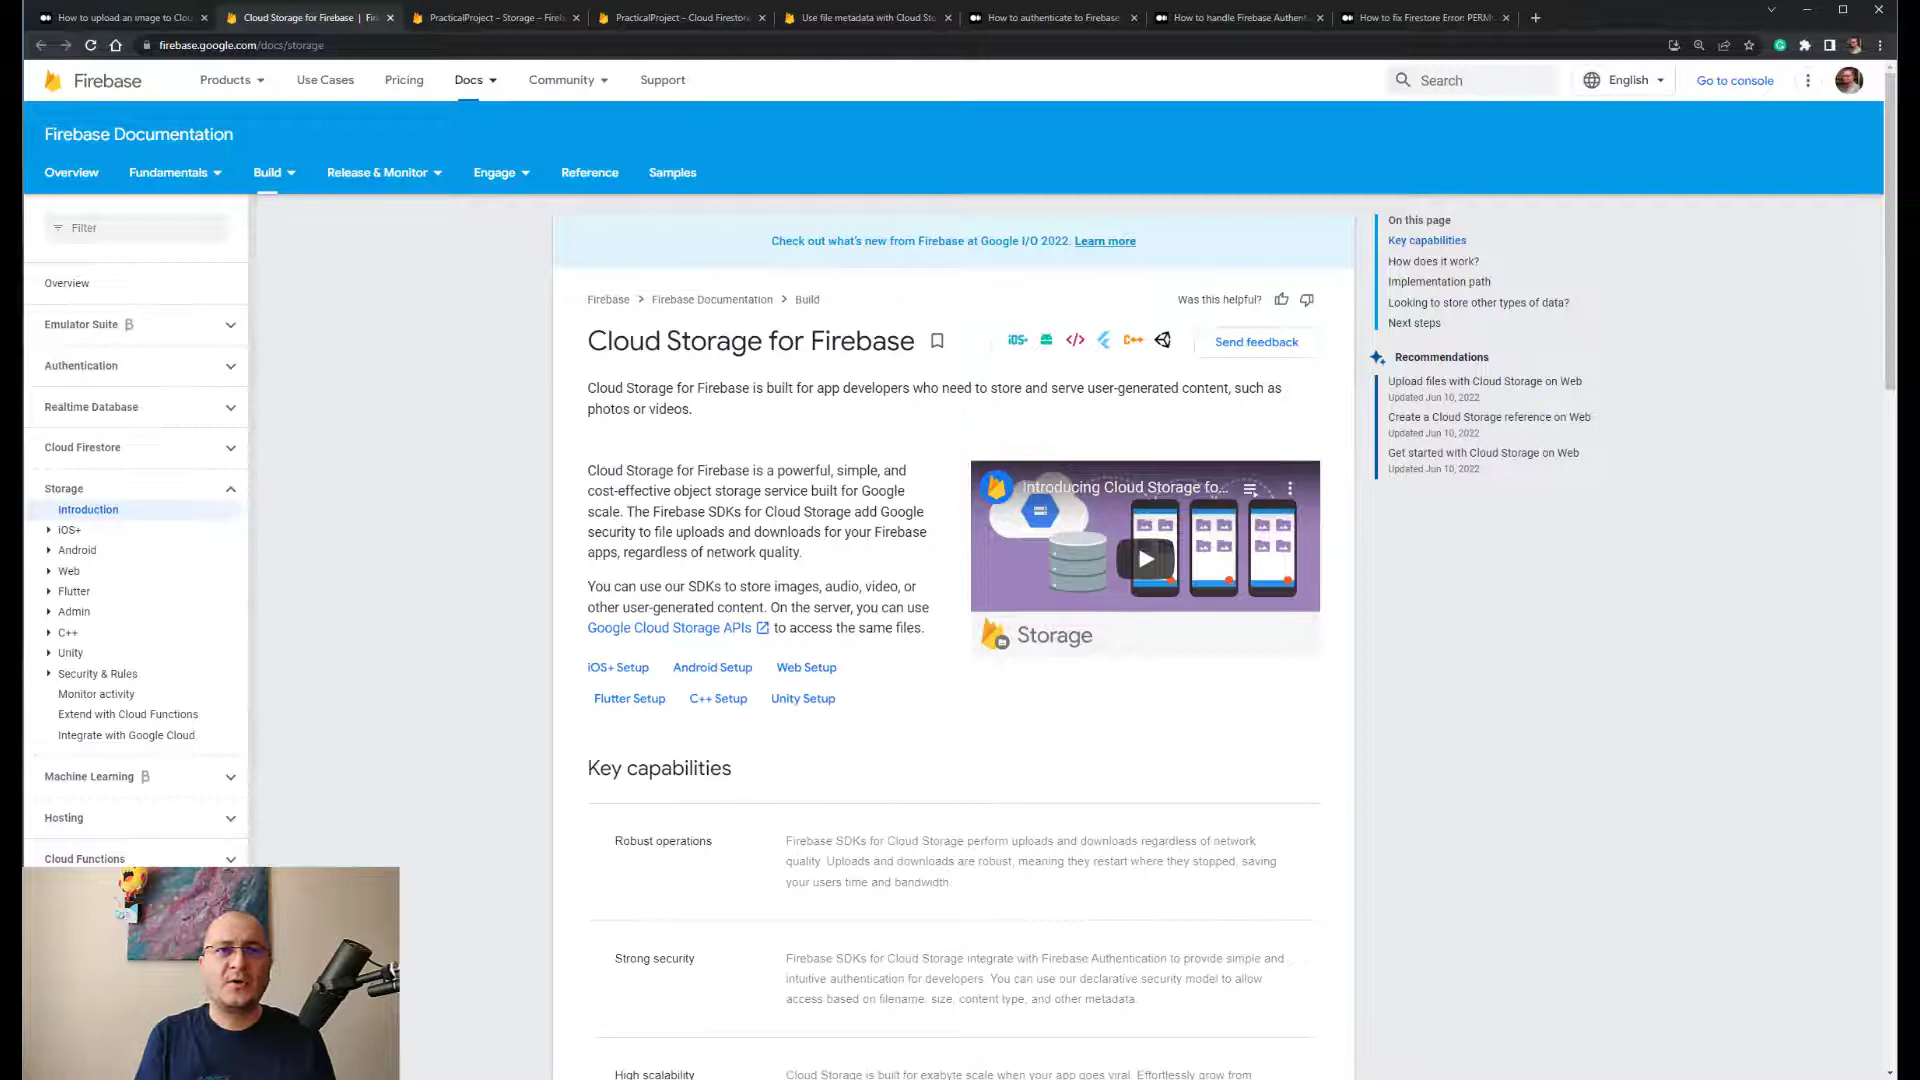 How to upload an image to Clou
Cloud Storage for Firebase | Fi
PracticalProject – Storage – Fireb
PracticalProject – Cloud Firestor
Use file metadata with Cloud Sto
How to authenticate to Firebase
How to handle Firebase Authen
How to fix Firestore Error: PERM
firebase.google.com/docs/storage
Firebase
Products
Use Cases
Pricing
Docs
Community
Support
Search
English
Go to console
Firebase Documentation
Overview
Fundamentals
Build
Release & Monitor
Engage
Reference
Samples
Filter
Overview
Emulator Suite β
Authentication
Realtime Database
Cloud Firestore
Storage
Introduction
iOS+
Android
Web
Flutter
Admin
C++
Unity
Security & Rules
Monitor activity
Extend with Cloud Functions
Integrate with Google Cloud
Machine Learning β
Hosting
Cloud Functions
Check out what's new from Firebase at Google I/O 2022. Learn more
Firebase > Firebase Documentation > Build
Was this helpful?
Cloud Storage for Firebase
iOS+
C++
Send feedback
Cloud Storage for Firebase is built for app developers who need to store and serve user-generated content, such as
photos or videos.
Cloud Storage for Firebase is a powerful, simple, and
cost-effective object storage service built for Google
scale. The Firebase SDKs for Cloud Storage add Google
security to file uploads and downloads for your Firebase
apps, regardless of network quality.
You can use our SDKs to store images, audio, video, or
other user-generated content. On the server, you can use
Google Cloud Storage APIs to access the same files.
Introducing Cloud Storage fo...
Storage
iOS+ Setup
Android Setup
Web Setup
Flutter Setup
C++ Setup
Unity Setup
Key capabilities
Robust operations
Firebase SDKs for Cloud Storage perform uploads and downloads regardless of network
quality. Uploads and downloads are robust, meaning they restart where they stopped, saving
your users time and bandwidth
Strong security
Firebase SDKs for Cloud Storage integrate with Firebase Authentication to provide simple and
intuitive authentication for developers. You can use our declarative security model to allow
access based on filename, size, content type, and other metadata.
High scalability
Cloud Storage is built for exabyte scale when your app goes viral. Effortlessly grow from
On this page
Key capabilities
How does it work?
Implementation path
Looking to store other types of data?
Next steps
Recommendations
Upload files with Cloud Storage on Web
Updated Jun 10, 2022
Create a Cloud Storage reference on Web
Updated Jun 10, 2022
Get started with Cloud Storage on Web
Updated Jun 10, 2022